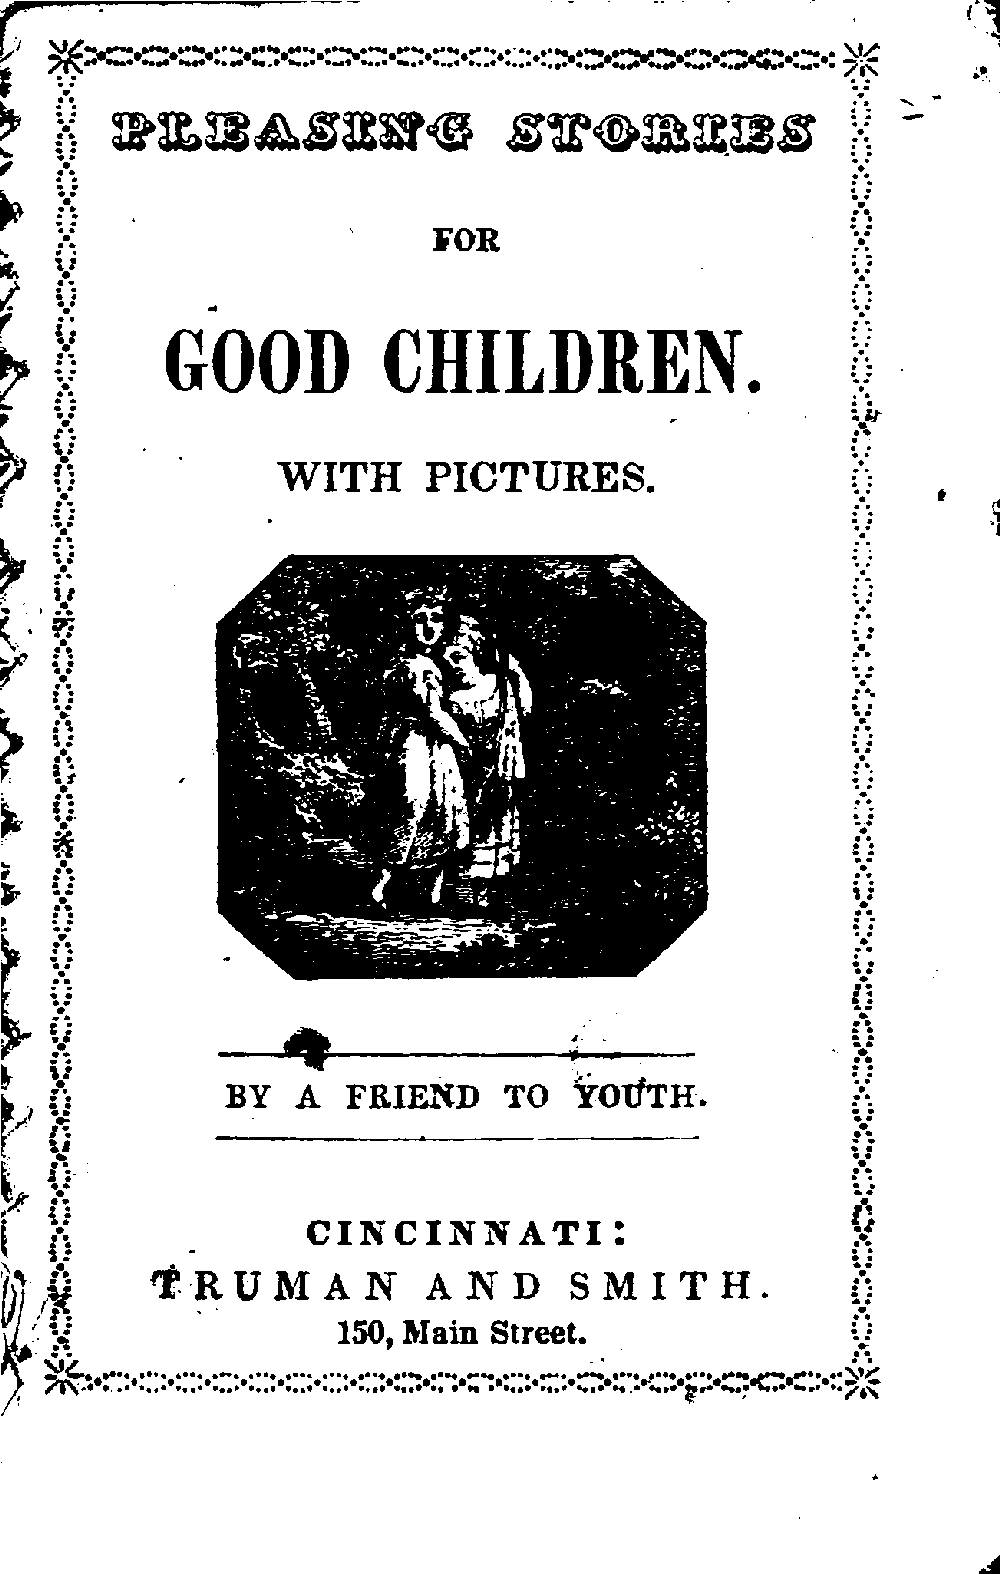 PLEASING STORIES
FOR
GOOD CHILDREN.
WITH PICTURES.
BY A FRIEND TO YOUTH.
CINCINNATI:
TRUMAN AND SMITH.
150, Main Street.